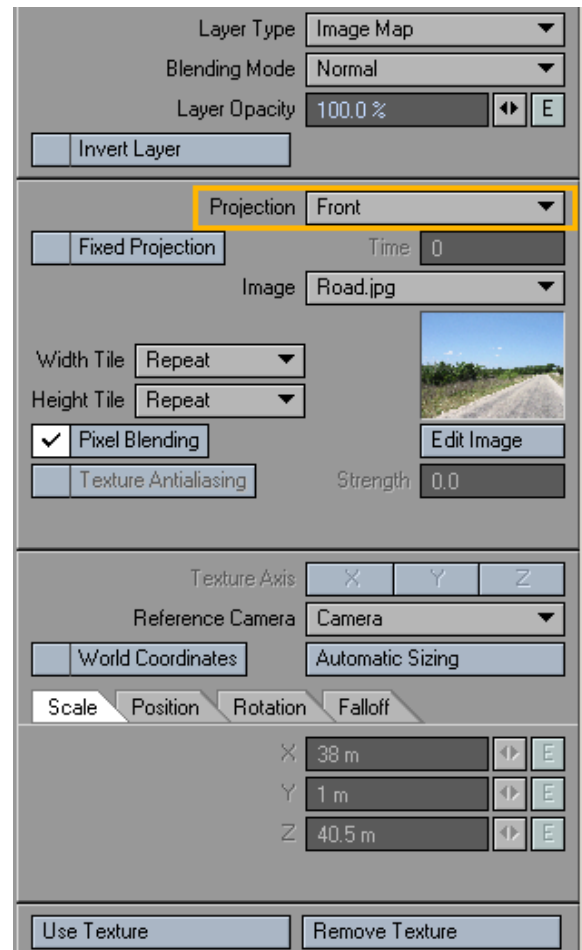 Layer Type Image Map
Blending Mode Normal
Layer Opacity 100.0 % E
Invert Layer
Projection Front
Fixed Projection Time 0
Image Road.jpg
Width Tile Repeat
Height Tile Repeat
Pixel Blending Edit Image
Texture Antialiasing Strength 0.0
Texture Axis X Y Z
Reference Camera Camera
World Coordinates Automatic Sizing
Scale Position Rotation Falloff
X 38 m E
Y 1 m E
Z 40.5 m E
Use Texture Remove Texture